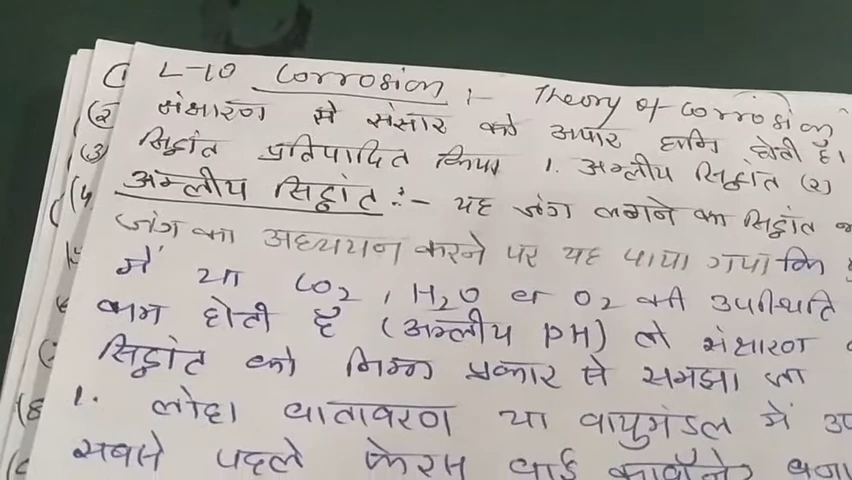 L-10 Corrosion :- Theory of corrosion
संक्षारण से संसार को अपार हानि होती है।
सिद्धांत प्रतिपादित किया 1. अम्लीय सिद्धांत (2)
अम्लीय सिद्धांत :- यह जंग लगने का सिद्धांत
जंग का अध्ययन करने पर यह पाया गया कि
में या CO2, H2O व O2 की उपस्थिति
कम होती है (अम्लीय PH) तो संक्षारण
सिद्धांत को निम्न प्रकार से समझा जा
1. लोहा वातावरण या वायुमंडल में
सबसे पहले फेरस बाई कार्बोनेट